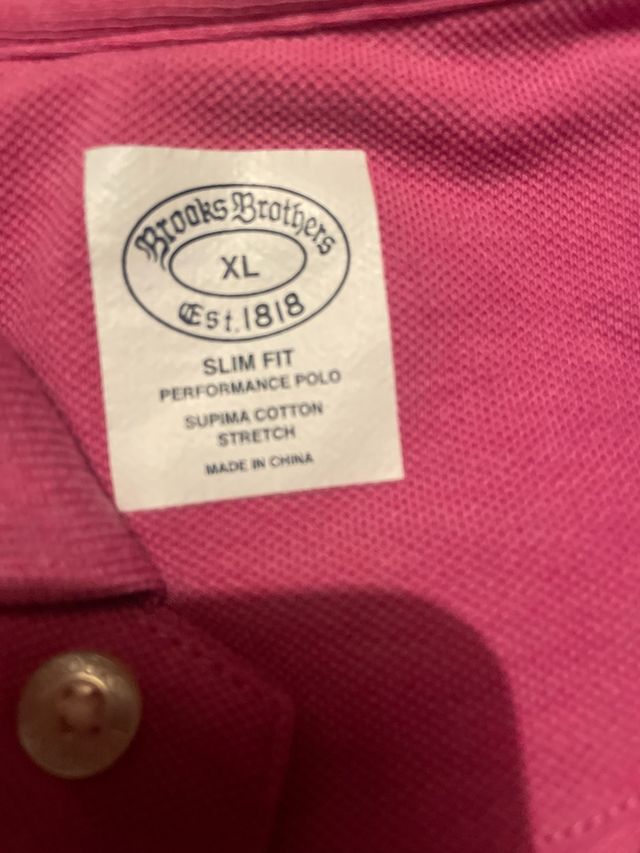 Brooks Brothers
XL
Est. 1818
SLIM FIT
PERFORMANCE POLO
SUPIMA COTTON
STRETCH
MADE IN CHINA